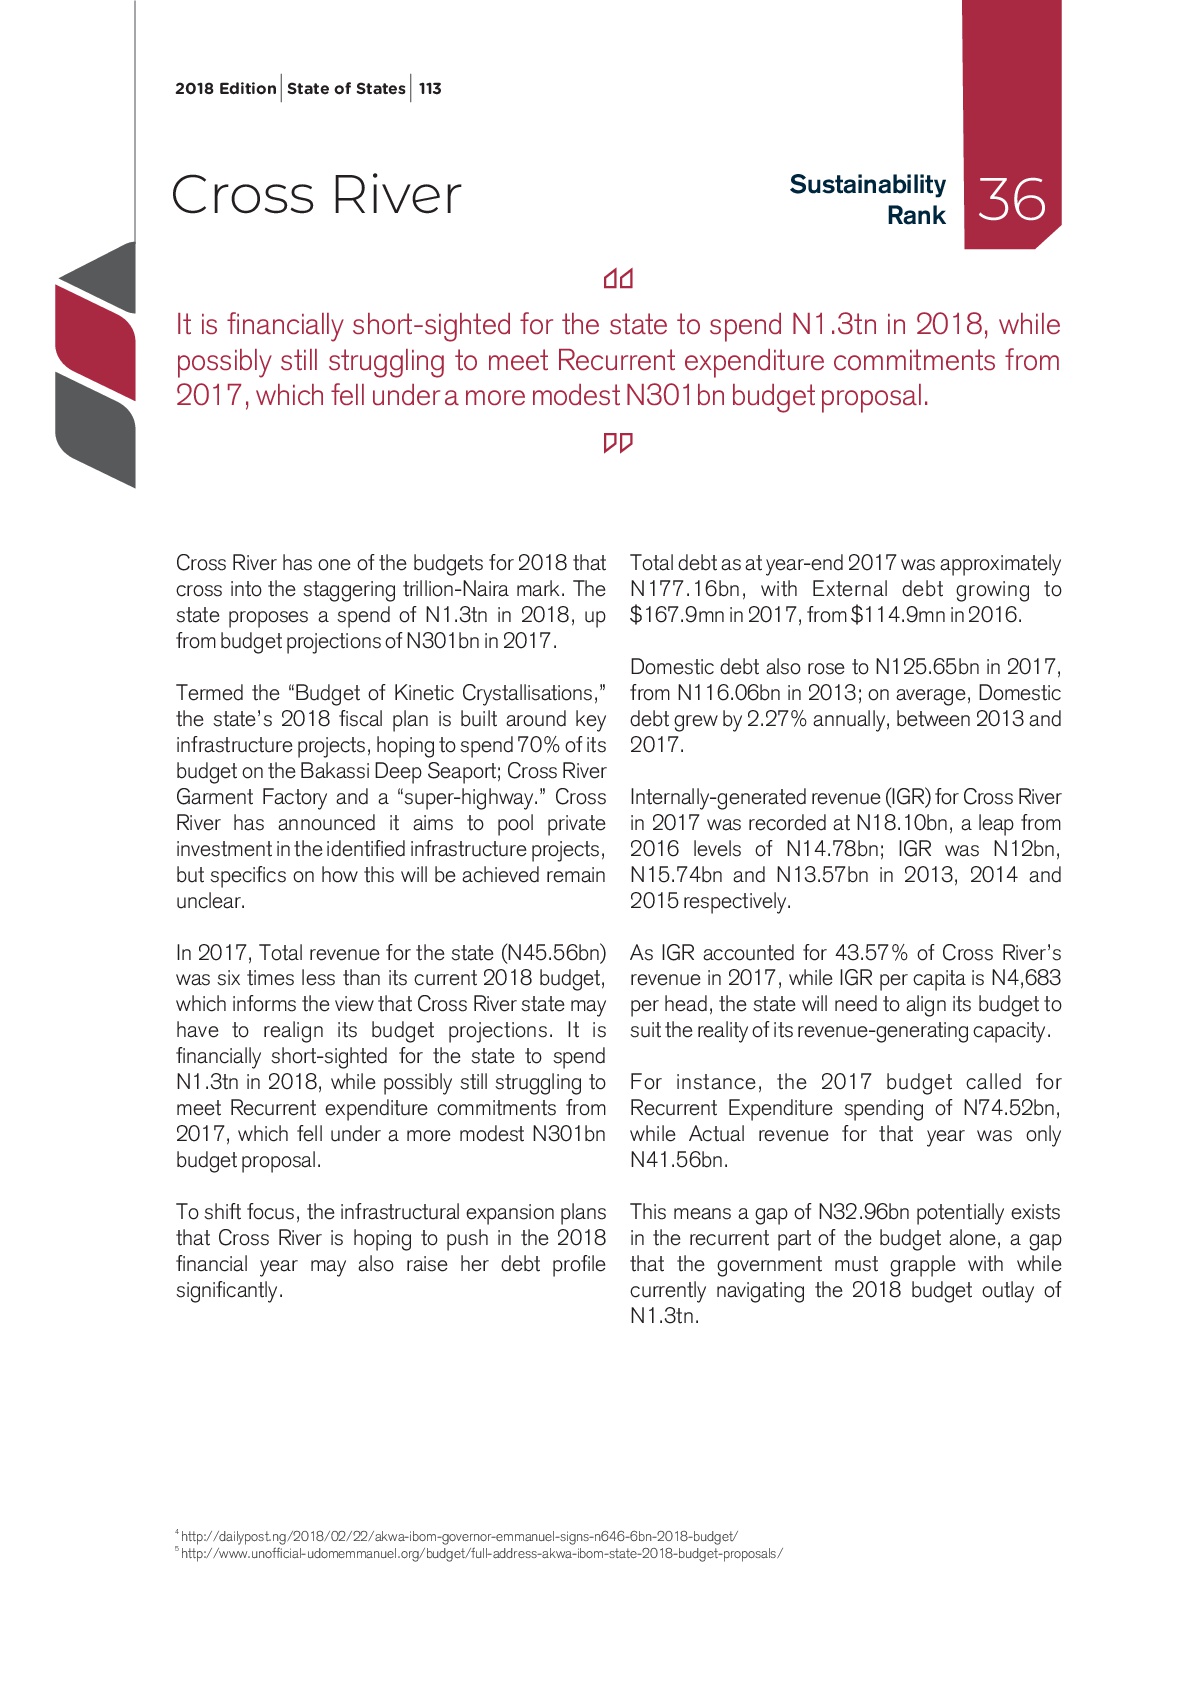 2018 Edition | State of States | 113
Cross River
Sustainability
Rank
36
It is financially short-sighted for the state to spend N1.3tn in 2018, while
possibly still struggling to meet Recurrent expenditure commitments from
2017, which fell under a more modest N301bn budget proposal.
Cross River has one of the budgets for 2018 that
cross into the staggering trillion-Naira mark. The
state proposes a spend of N1.3tn in 2018, up
from budget projections of N301bn in 2017.
Termed the “Budget of Kinetic Crystallisations,”
the state’s 2018 fiscal plan is built around key
infrastructure projects, hoping to spend 70% of its
budget on the Bakassi Deep Seaport; Cross River
Garment Factory and a “super-highway.” Cross
River has announced it aims to pool private
investment in the identified infrastructure projects,
but specifics on how this will be achieved remain
unclear.
In 2017, Total revenue for the state (N45.56bn)
was six times less than its current 2018 budget,
which informs the view that Cross River state may
have to realign its budget projections. It is
financially short-sighted for the state to spend
N1.3tn in 2018, while possibly still struggling to
meet Recurrent expenditure commitments from
2017, which fell under a more modest N301bn
budget proposal.
To shift focus, the infrastructural expansion plans
that Cross River is hoping to push in the 2018
financial year may also raise her debt profile
significantly.
Total debt as at year-end 2017 was approximately
N177.16bn, with External debt growing to
$167.9mn in 2017, from $114.9mn in 2016.
Domestic debt also rose to N125.65bn in 2017,
from N116.06bn in 2013; on average, Domestic
debt grew by 2.27% annually, between 2013 and
2017.
Internally-generated revenue (IGR) for Cross River
in 2017 was recorded at N18.10bn, a leap from
2016 levels of N14.78bn; IGR was N12bn,
N15.74bn and N13.57bn in 2013, 2014 and
2015 respectively.
As IGR accounted for 43.57% of Cross River’s
revenue in 2017, while IGR per capita is N4,683
per head, the state will need to align its budget to
suit the reality of its revenue-generating capacity.
For instance, the 2017 budget called for
Recurrent Expenditure spending of N74.52bn,
while Actual revenue for that year was only
N41.56bn.
This means a gap of N32.96bn potentially exists
in the recurrent part of the budget alone, a gap
that the government must grapple with while
currently navigating the 2018 budget outlay of
N1.3tn.
4 http://dailypost.ng/2018/02/22/akwa-ibom-governor-emmanuel-signs-n646-6bn-2018-budget/
5 http://www.unofficial-udomemmanuel.org/budget/full-address-akwa-ibom-state-2018-budget-proposals/